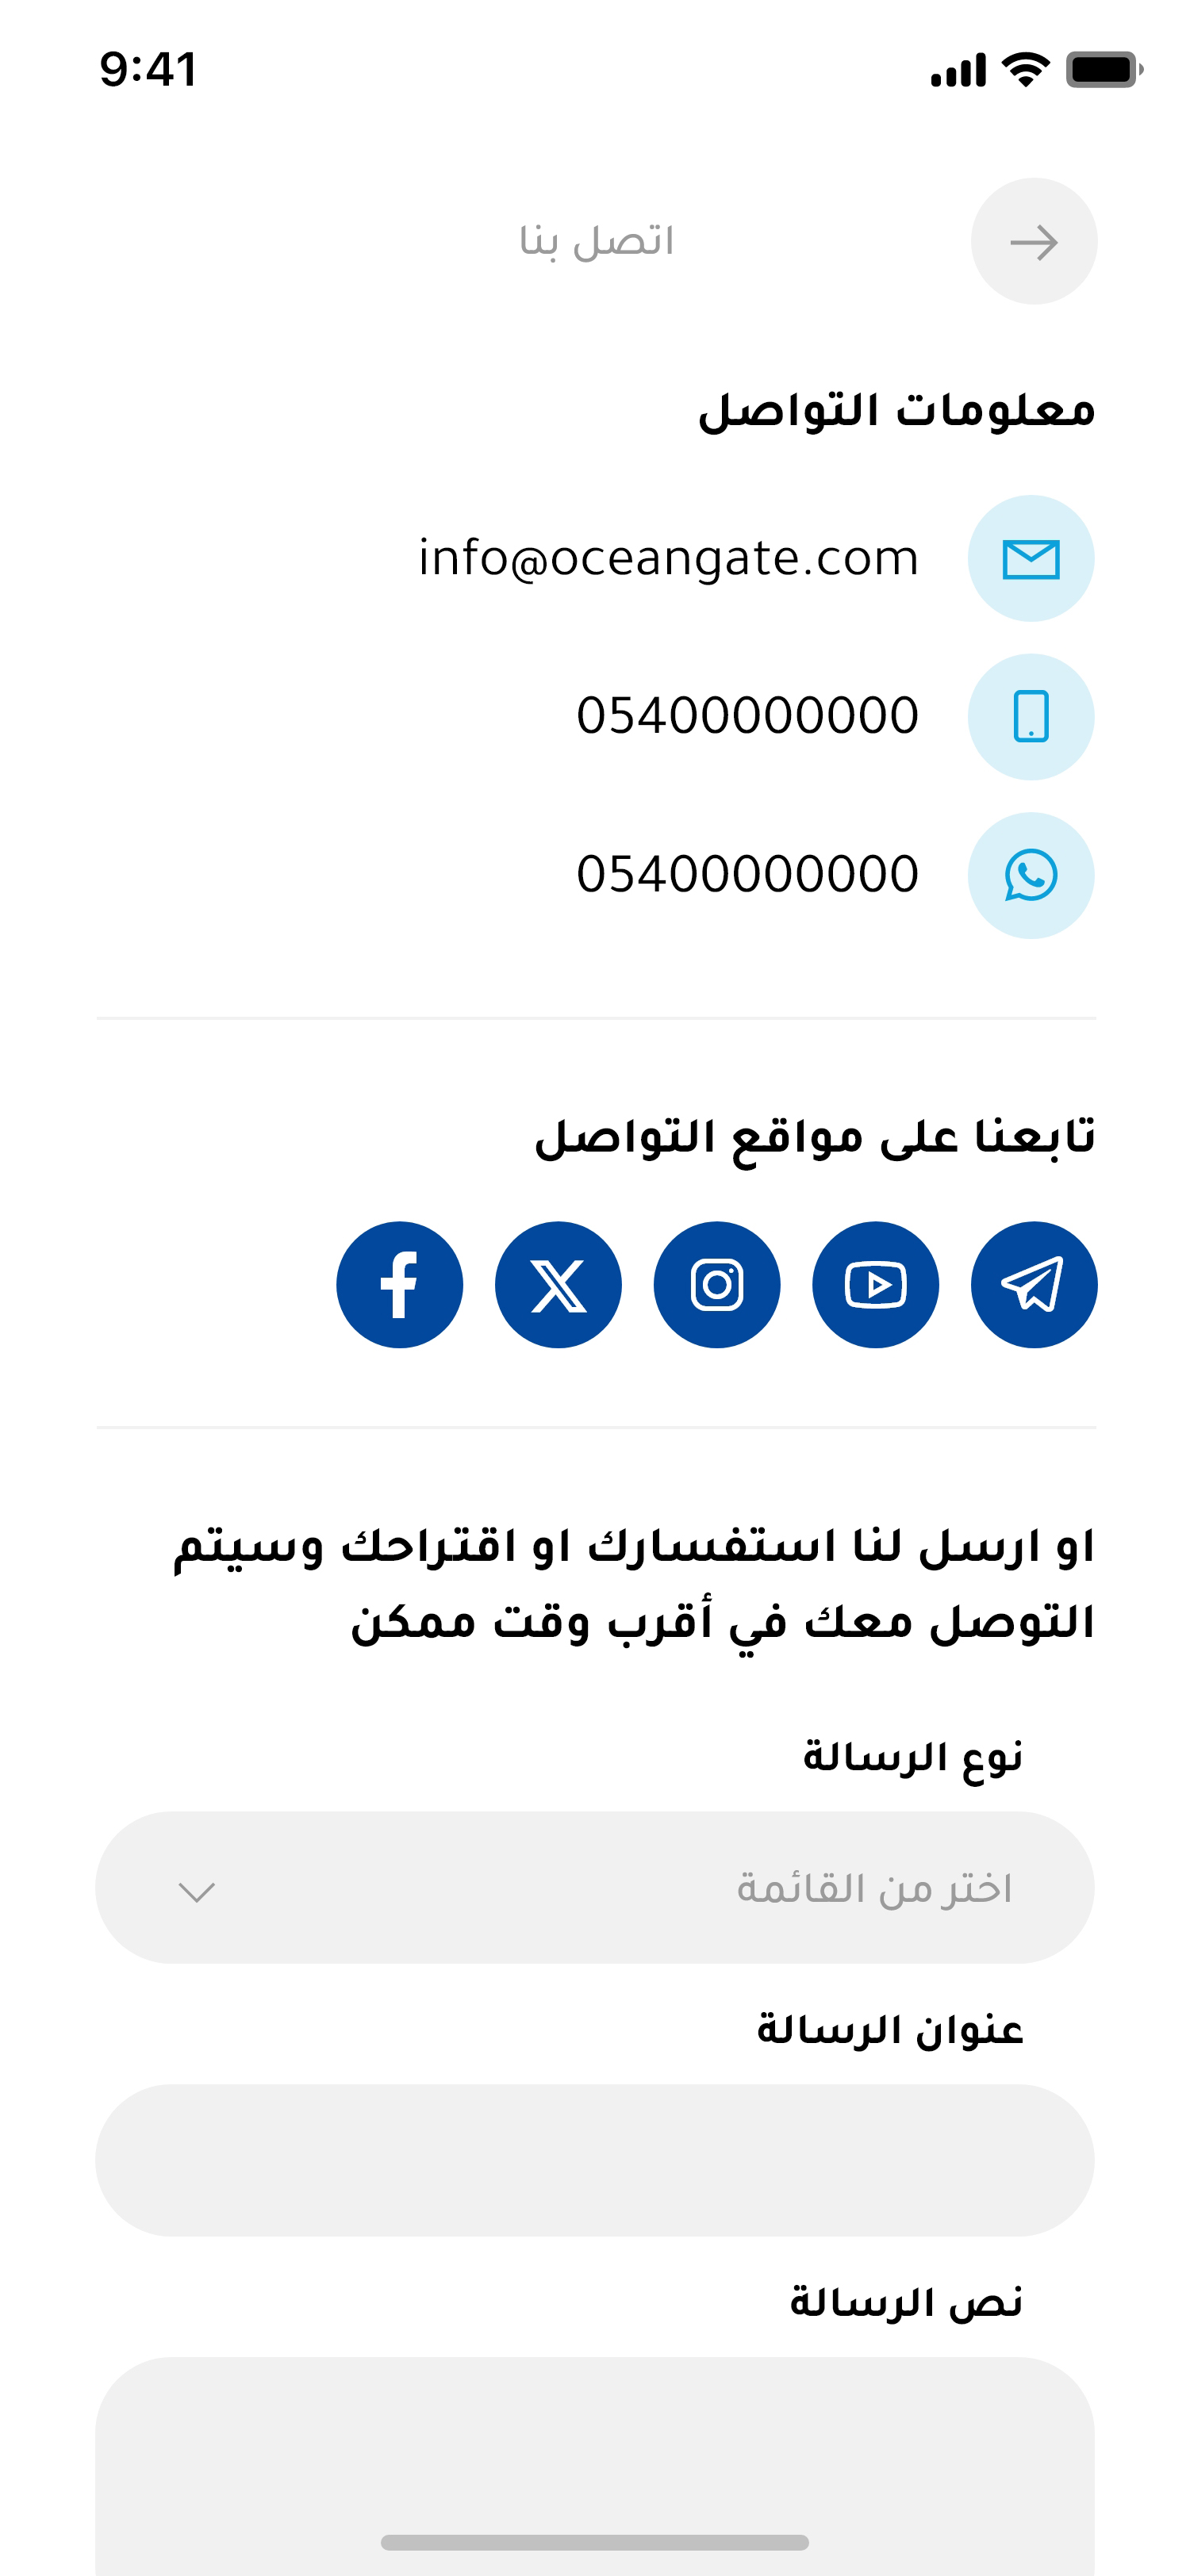 9:41
اتصل بنا
معلومات التواصل
info@oceangate.com
05400000000
05400000000
تابعنا على مواقع التواصل
او ارسل لنا استفسارك او اقتراحك وسيتم
التوصل معك في أقرب وقت ممكن
نوع الرسالة
اختر من القائمة
عنوان الرسالة
نص الرسالة